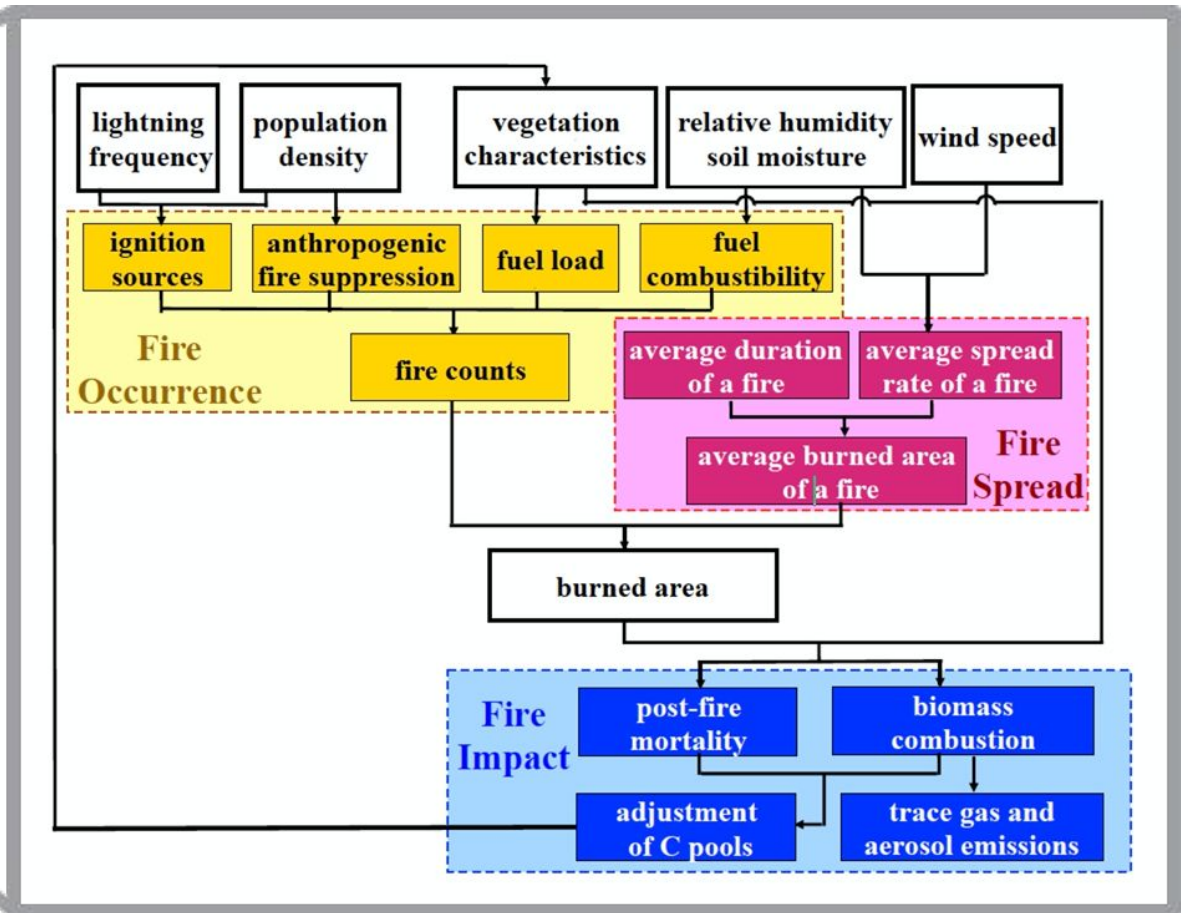 lightning
frequency
population
density
vegetation
characteristics
relative humidity
soil moisture
wind speed
ignition
sources
anthropogenic
fire suppression
fuel load
fuel
combustibility
Fire
Occurrence
fire counts
average duration
of a fire
average spread
rate of a fire
average burned area
of a fire
Fire
Spread
burned area
Fire
Impact
post-fire
mortality
biomass
combustion
adjustment
of C pools
trace gas and
aerosol emissions